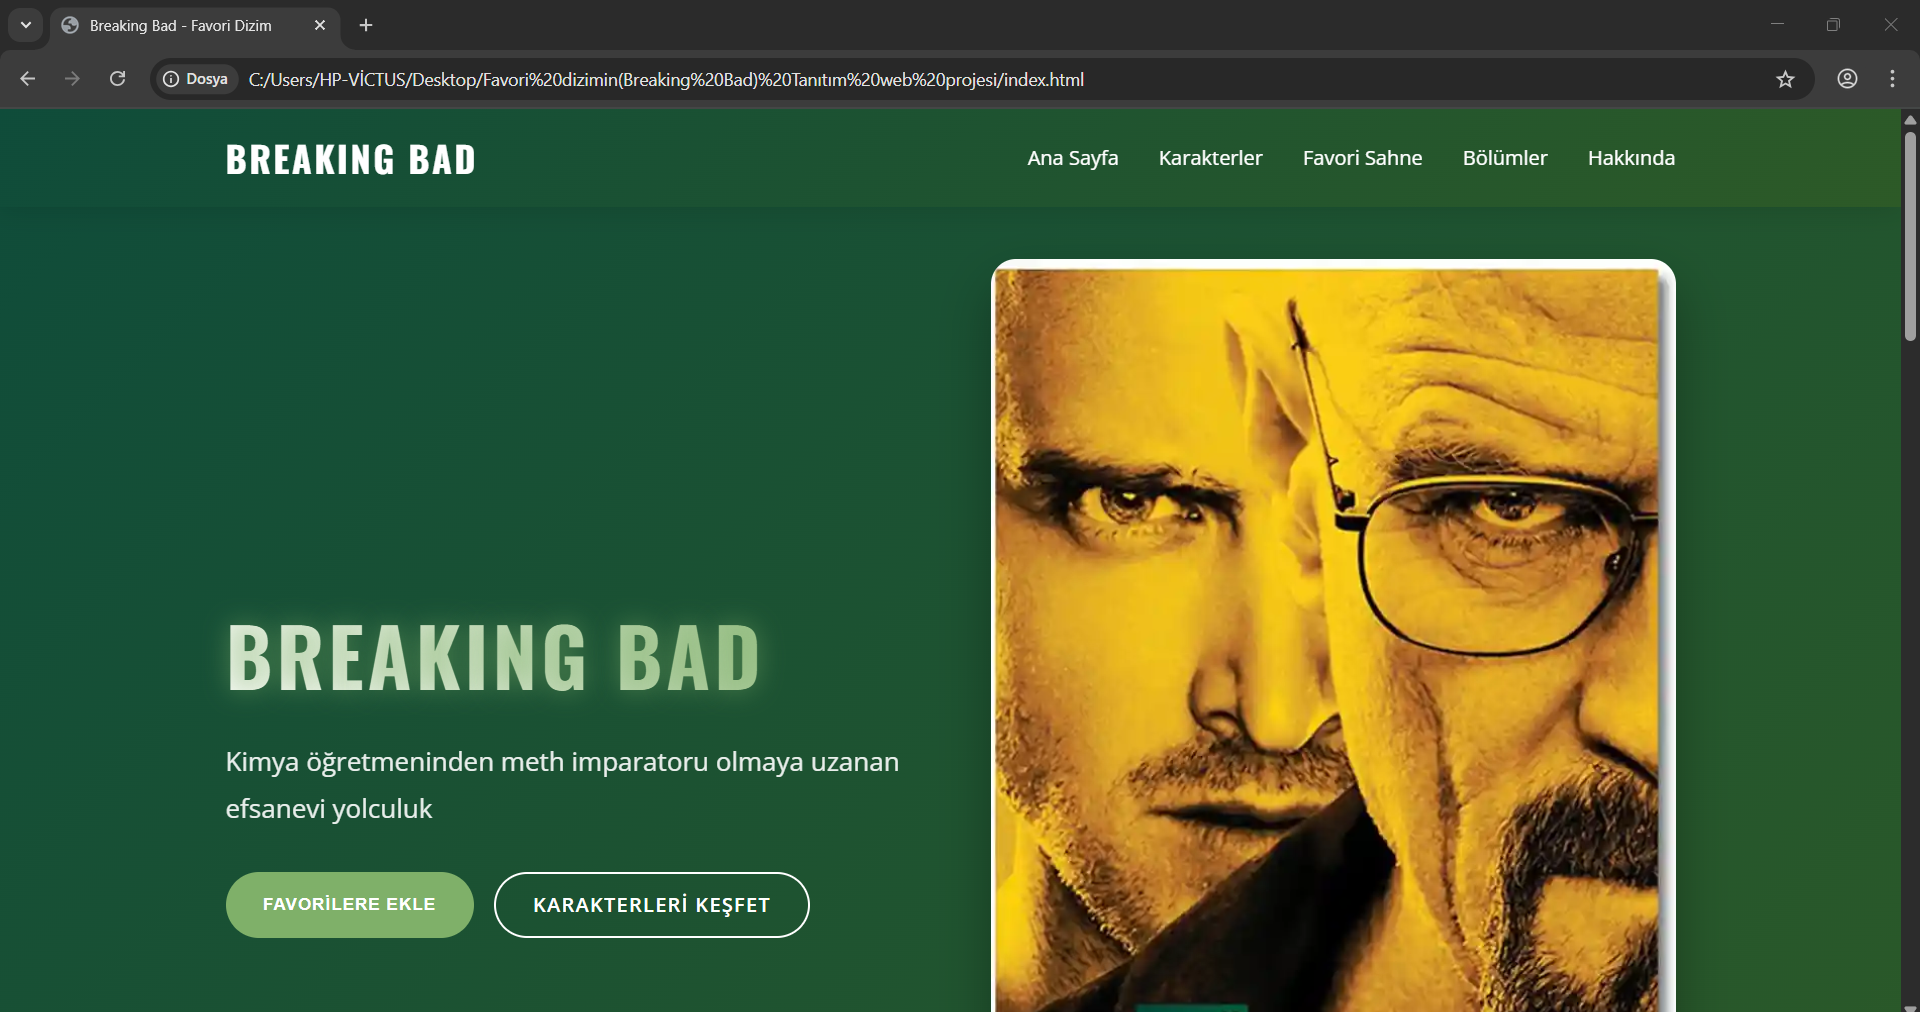 Breaking Bad - Favori Dizim
Dosya
C:/Users/HP-VİCTUS/Desktop/Favori%20dizimin(Breaking%20Bad)%20Tanıtım%20web%20projesi/index.html
BREAKING BAD
Ana Sayfa
Karakterler
Favori Sahne
Bölümler
Hakkında
BREAKING BAD
Kimya öğretmeninden meth imparatoru olmaya uzanan
efsanevi yolculuk
FAVORİLERE EKLE
KARAKTERLERİ KEŞFET